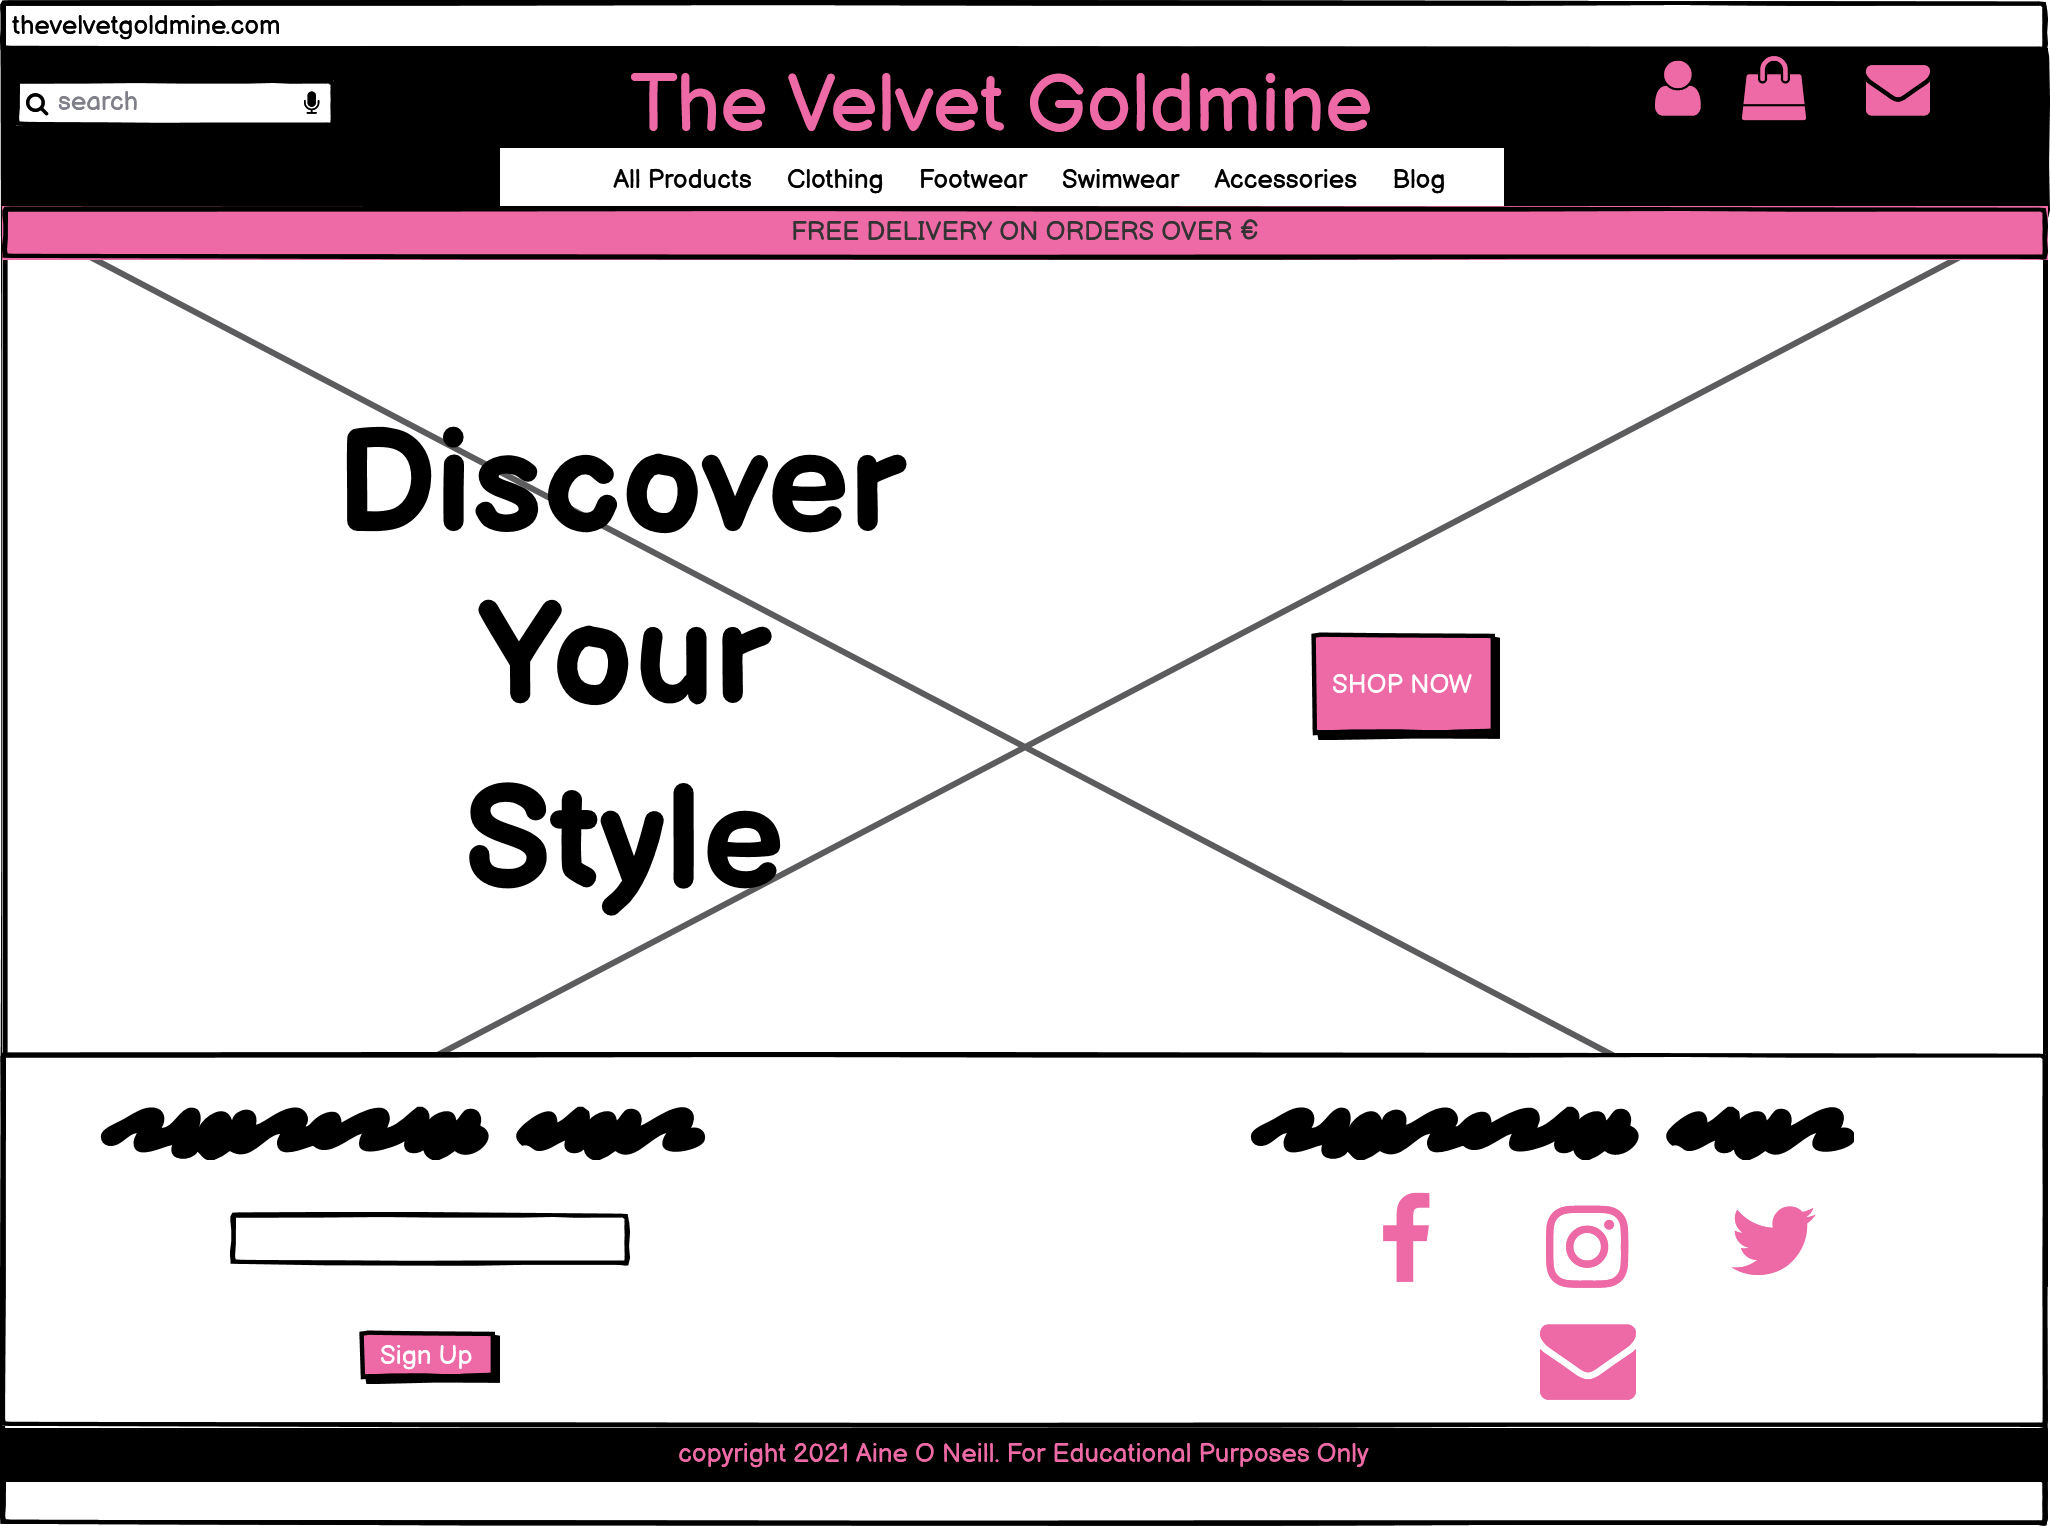 thevelvetgoldmine.com
search
The Velvet Goldmine
All Products Clothing Footwear Swimwear Accessories Blog
FREE DELIVERY ON ORDERS OVER €
Discover
Your
Style
SHOP NOW
Sign Up
copyright 2021 Aine O Neill. For Educational Purposes Only